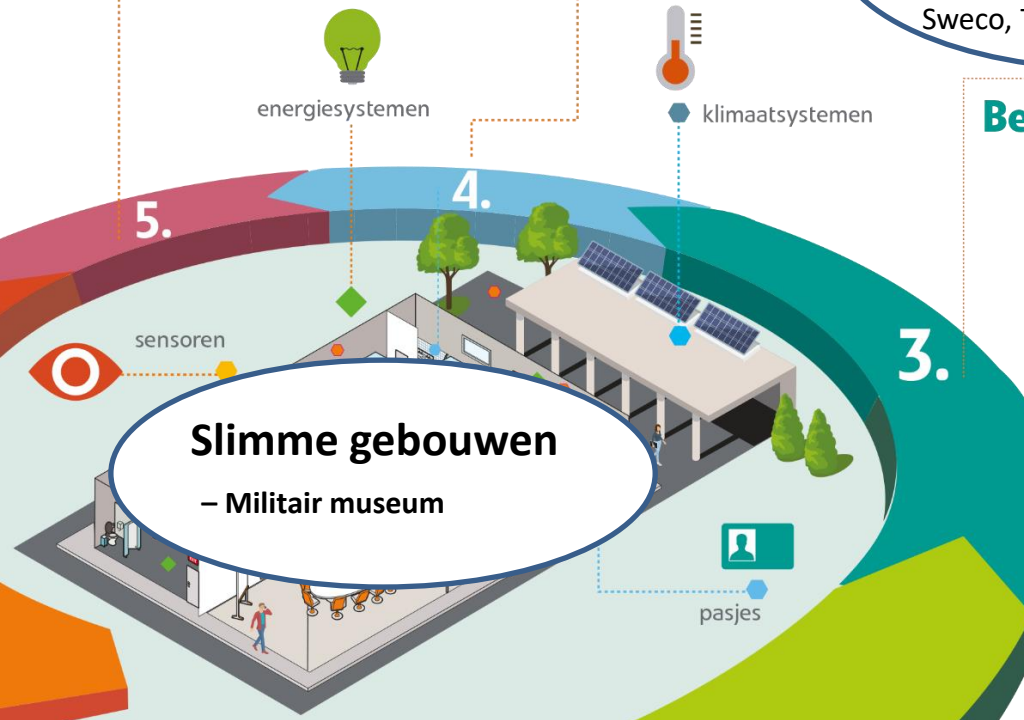 Sweco,
energiesystemen
klimaatsystemen
Be
5.
4.
3.
sensoren
Slimme gebouwen
– Militair museum
pasjes